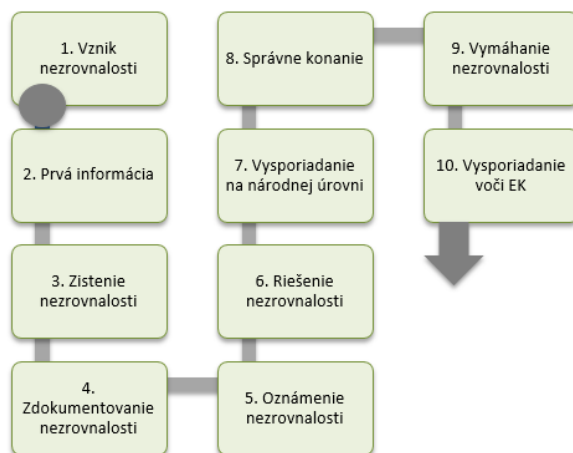 1. Vznik
nezrovnalosti
2. Prvá informácia
3. Zistenie
nezrovnalosti
4.
Zdokumentovanie
nezrovnalosti
5. Oznámenie
nezrovnalosti
6. Riešenie
nezrovnalosti
7. Vysporiadanie
na národnej úrovni
8. Správne konanie
9. Vymáhanie
nezrovnalosti
10. Vysporiadanie
voči EK